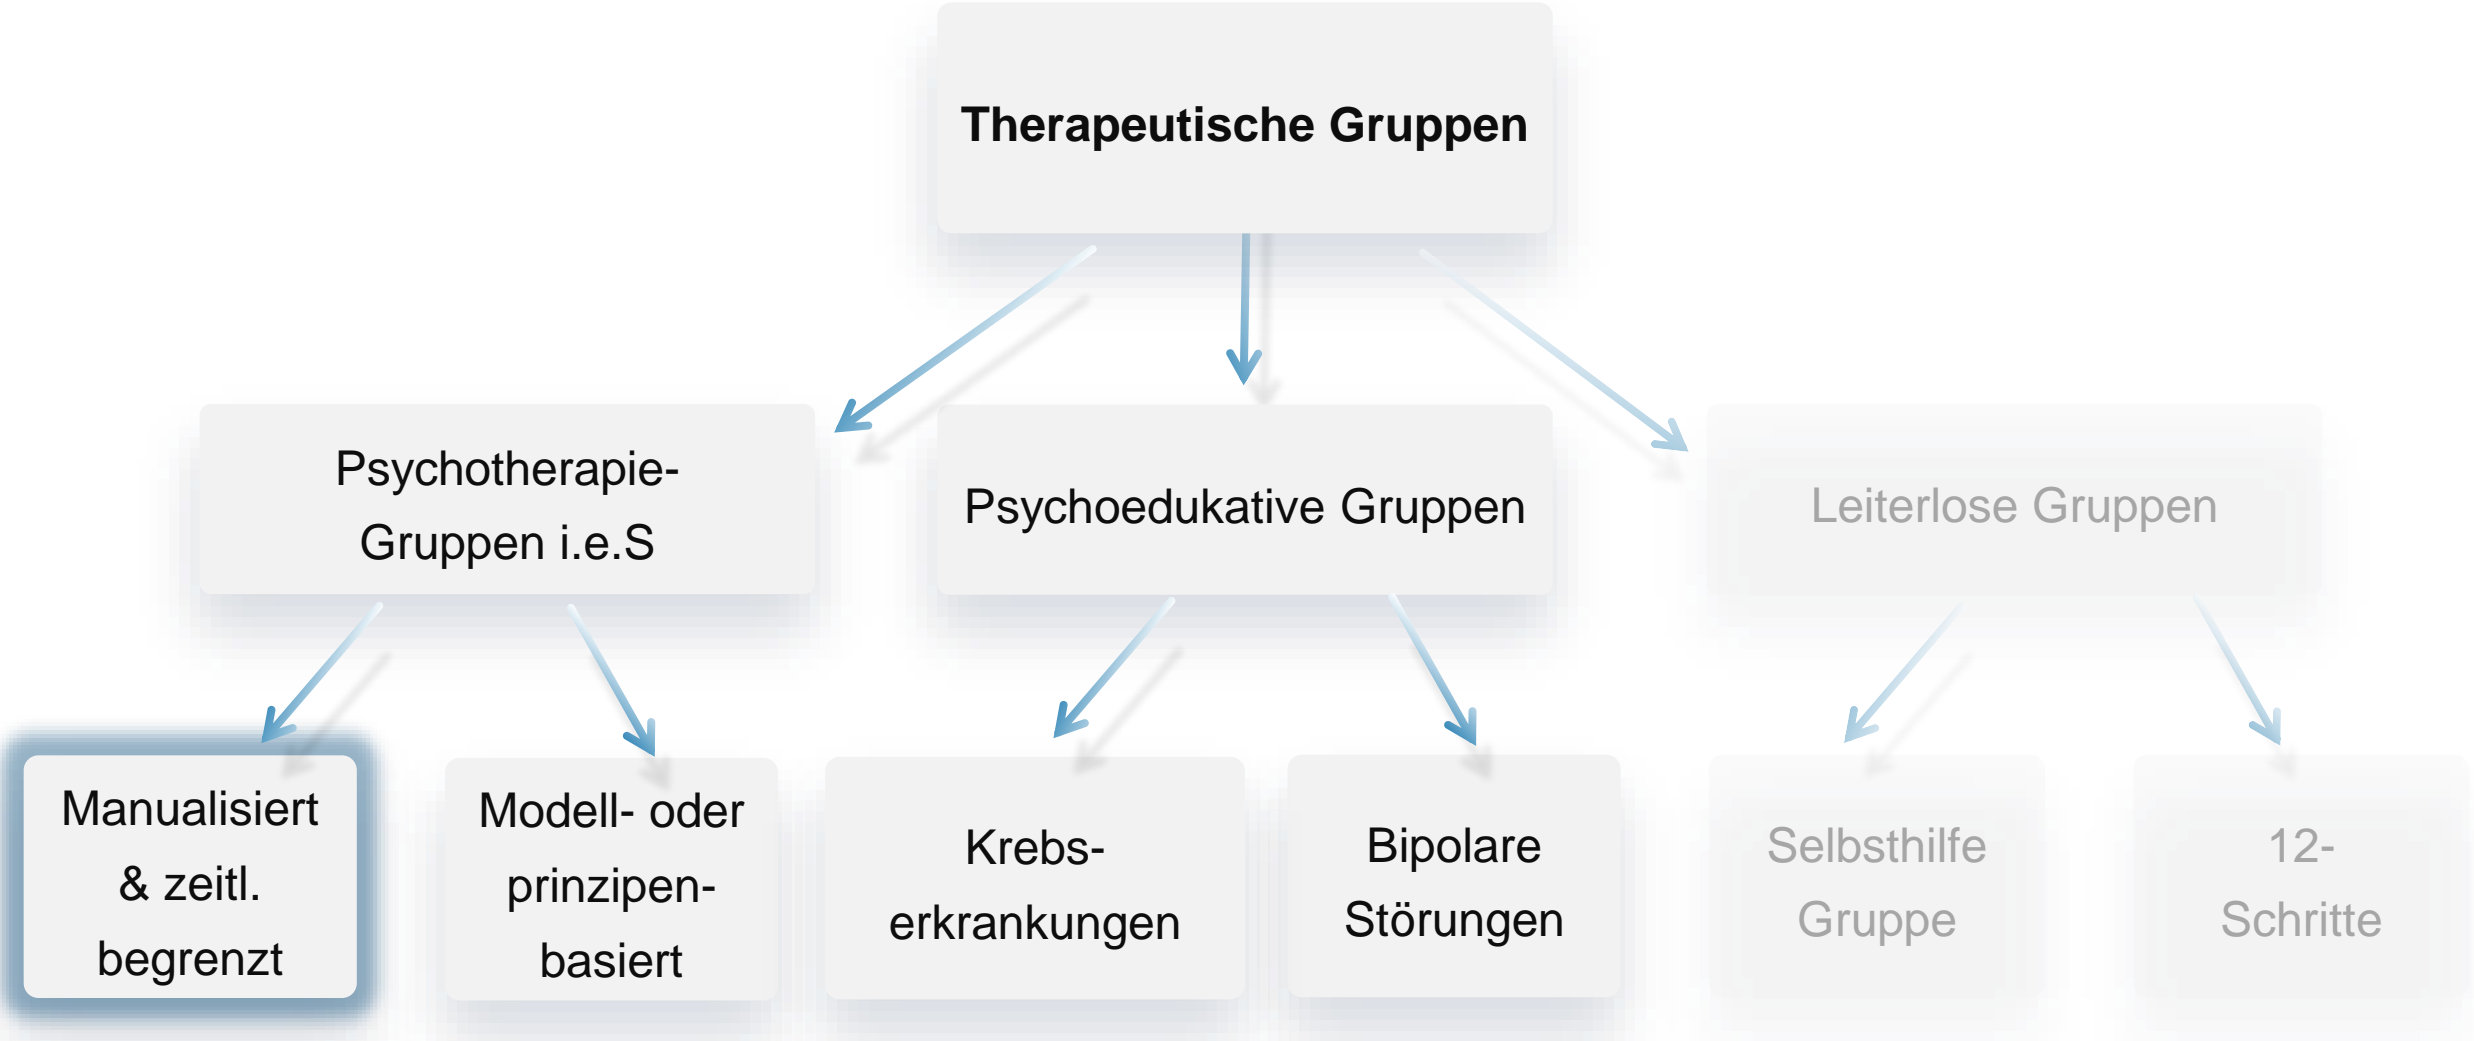 Therapeutische Gruppen
Psychotherapie-
Gruppen i.e.S
Psychoedukative Gruppen
Leiterlose Gruppen
Manualisiert
& zeitl.
begrenzt
Modell- oder
prinzipen-
basiert
Krebs-
erkrankungen
Bipolare
Störungen
Selbsthilfe
Gruppe
12-
Schritte